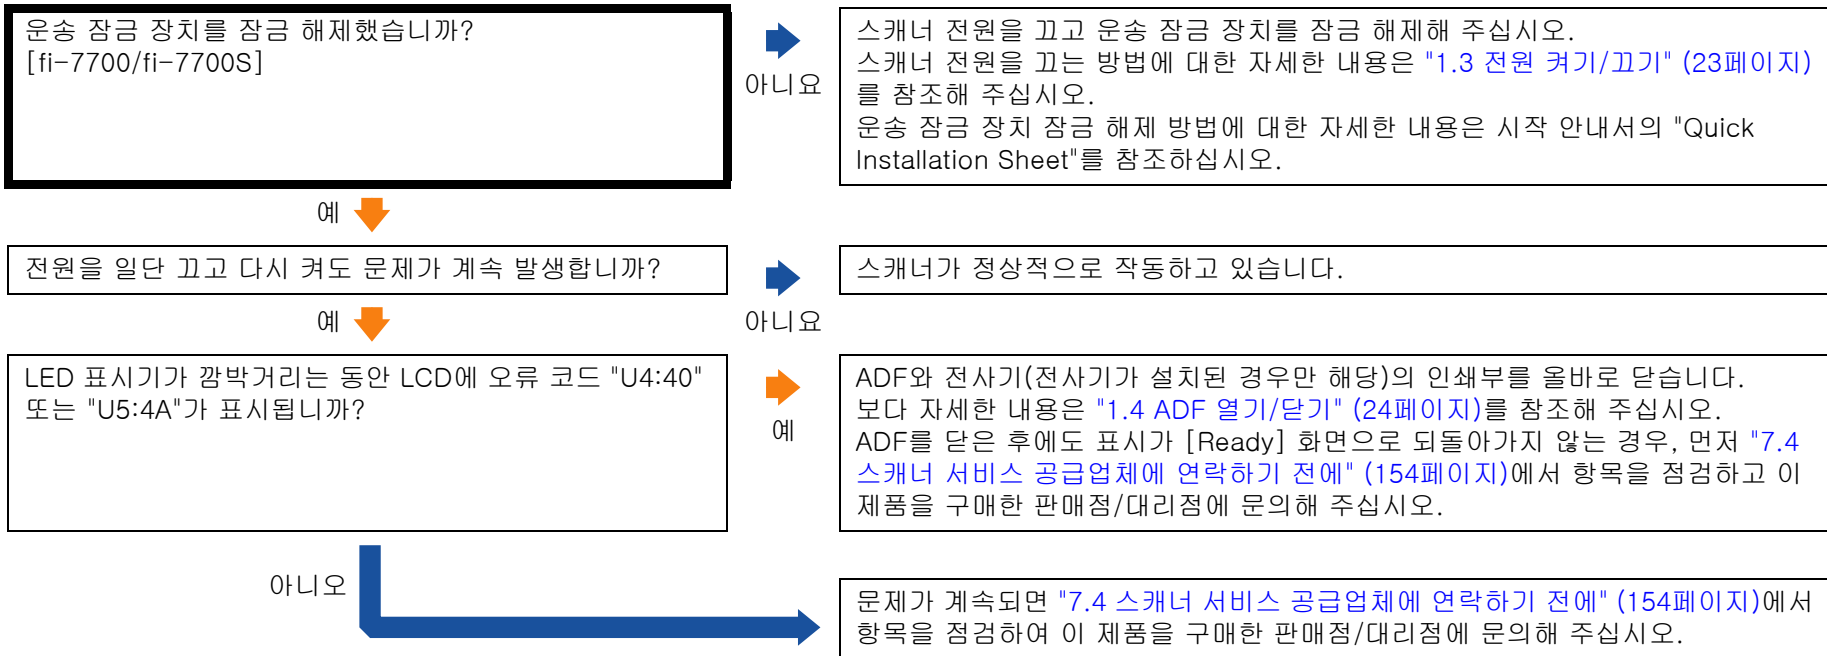 운송 잠금 장치를 잠금 해제했습니까?
[fi-7700/fi-7700S]
아니요
스캐너 전원을 끄고 운송 잠금 장치를 잠금 해제해 주십시오.
스캐너 전원을 끄는 방법에 대한 자세한 내용은 "1.3 전원 켜기/끄기" (23페이지)
를 참조해 주십시오.
운송 잠금 장치 잠금 해제 방법에 대한 자세한 내용은 시작 안내서의 "Quick
Installation Sheet"를 참조하십시오.
예
전원을 일단 끄고 다시 켜도 문제가 계속 발생합니까?
아니요
스캐너가 정상적으로 작동하고 있습니다.
예
LED 표시기가 깜박거리는 동안 LCD에 오류 코드 "U4:40"
또는 "U5:4A"가 표시됩니까?
예
ADF와 전사기(전사기가 설치된 경우만 해당)의 인쇄부를 올바로 닫습니다.
보다 자세한 내용은 "1.4 ADF 열기/닫기" (24페이지)를 참조해 주십시오.
ADF를 닫은 후에도 표시가 [Ready] 화면으로 되돌아가지 않는 경우, 먼저 "7.4
스캐너 서비스 공급업체에 연락하기 전에" (154페이지)에서 항목을 점검하고 이
제품을 구매한 판매점/대리점에 문의해 주십시오.
아니오
문제가 계속되면 "7.4 스캐너 서비스 공급업체에 연락하기 전에" (154페이지)에서
항목을 점검하여 이 제품을 구매한 판매점/대리점에 문의해 주십시오.